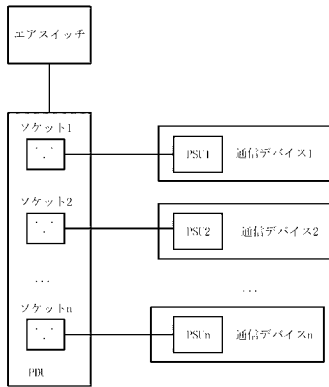 エアスイッチ
ソケット1
PSU1 通信デバイス1
ソケット2
PSU2 通信デバイス2
...
...
ソケットn
PSUn 通信デバイスn
PDU